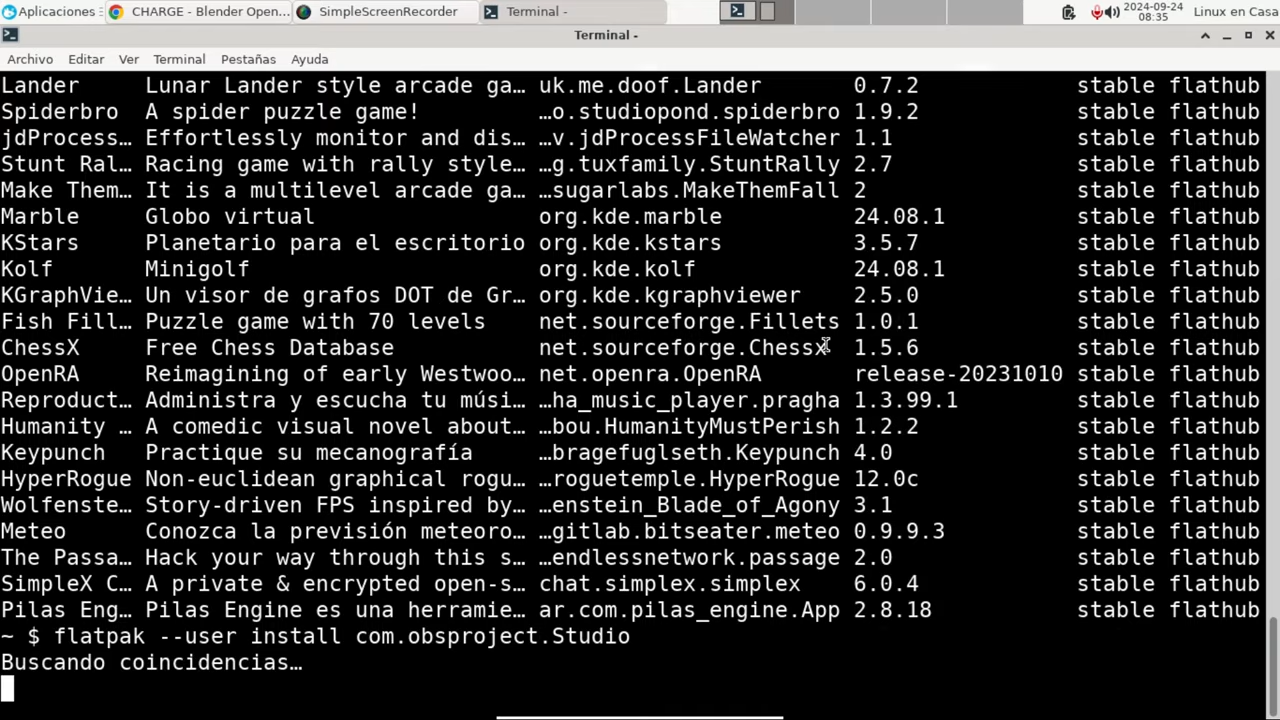 Aplicaciones CHARGE - Blender Open... SimpleScreenRecorder Terminal - 2024-09-24 08:35 Linux en Casa
Terminal -
Archivo Editar Ver Terminal Pestañas Ayuda
Lander Lunar Lander style arcade ga… uk.me.doof.Lander 0.7.2 stable flathub
Spiderbro A spider puzzle game! …o.studiopond.spiderbro 1.9.2 stable flathub
jdProcess… Effortlessly monitor and dis… …v.jdProcessFileWatcher 1.1 stable flathub
Stunt Ral… Racing game with rally style… …g.tuxfamily.StuntRally 2.7 stable flathub
Make Them… It is a multilevel arcade ga… …sugarlabs.MakeThemFall 2 stable flathub
Marble Globo virtual org.kde.marble 24.08.1 stable flathub
KStars Planetario para el escritorio org.kde.kstars 3.5.7 stable flathub
Kolf Minigolf org.kde.kolf 24.08.1 stable flathub
KGraphVie… Un visor de grafos DOT de Gr… org.kde.kgraphviewer 2.5.0 stable flathub
Fish Fill… Puzzle game with 70 levels net.sourceforge.Fillets 1.0.1 stable flathub
ChessX Free Chess Database net.sourceforge.ChessX 1.5.6 stable flathub
OpenRA Reimagining of early Westwoo… net.openra.OpenRA release-20231010 stable flathub
Reproduct… Administra y escucha tu músi… …ha_music_player.pragha 1.3.99.1 stable flathub
Humanity … A comedic visual novel about… …bou.HumanityMustPerish 1.2.2 stable flathub
Keypunch Practique su mecanografía …bragefuglseth.Keypunch 4.0 stable flathub
HyperRogue Non-euclidean graphical rogu… …roguetemple.HyperRogue 12.0c stable flathub
Wolfenste… Story-driven FPS inspired by… …enstein_Blade_of_Agony 3.1 stable flathub
Meteo Conozca la previsión meteoro… …gitlab.bitseater.meteo 0.9.9.3 stable flathub
The Passa… Hack your way through this s… …endlessnetwork.passage 2.0 stable flathub
SimpleX C… A private & encrypted open-s… chat.simplex.simplex 6.0.4 stable flathub
Pilas Eng… Pilas Engine es una herramie… ar.com.pilas_engine.App 2.8.18 stable flathub
~ $ flatpak --user install com.obsproject.Studio
Buscando coincidencias…